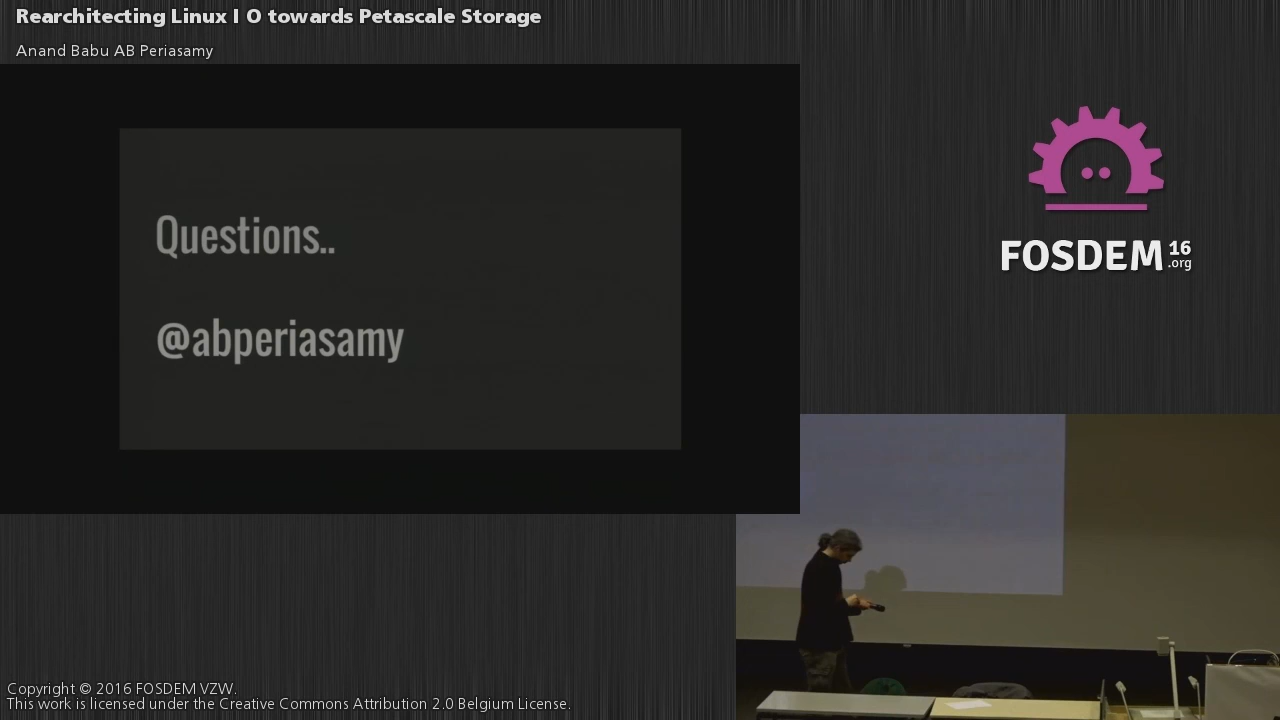 Rearchitecting Linux I O towards Petascale Storage
Anand Babu AB Periasamy
Questions..
@abperiasamy
FOSDEM 16
.org
Copyright © 2016 FOSDEM VZW.
This work is licensed under the Creative Commons Attribution 2.0 Belgium License.